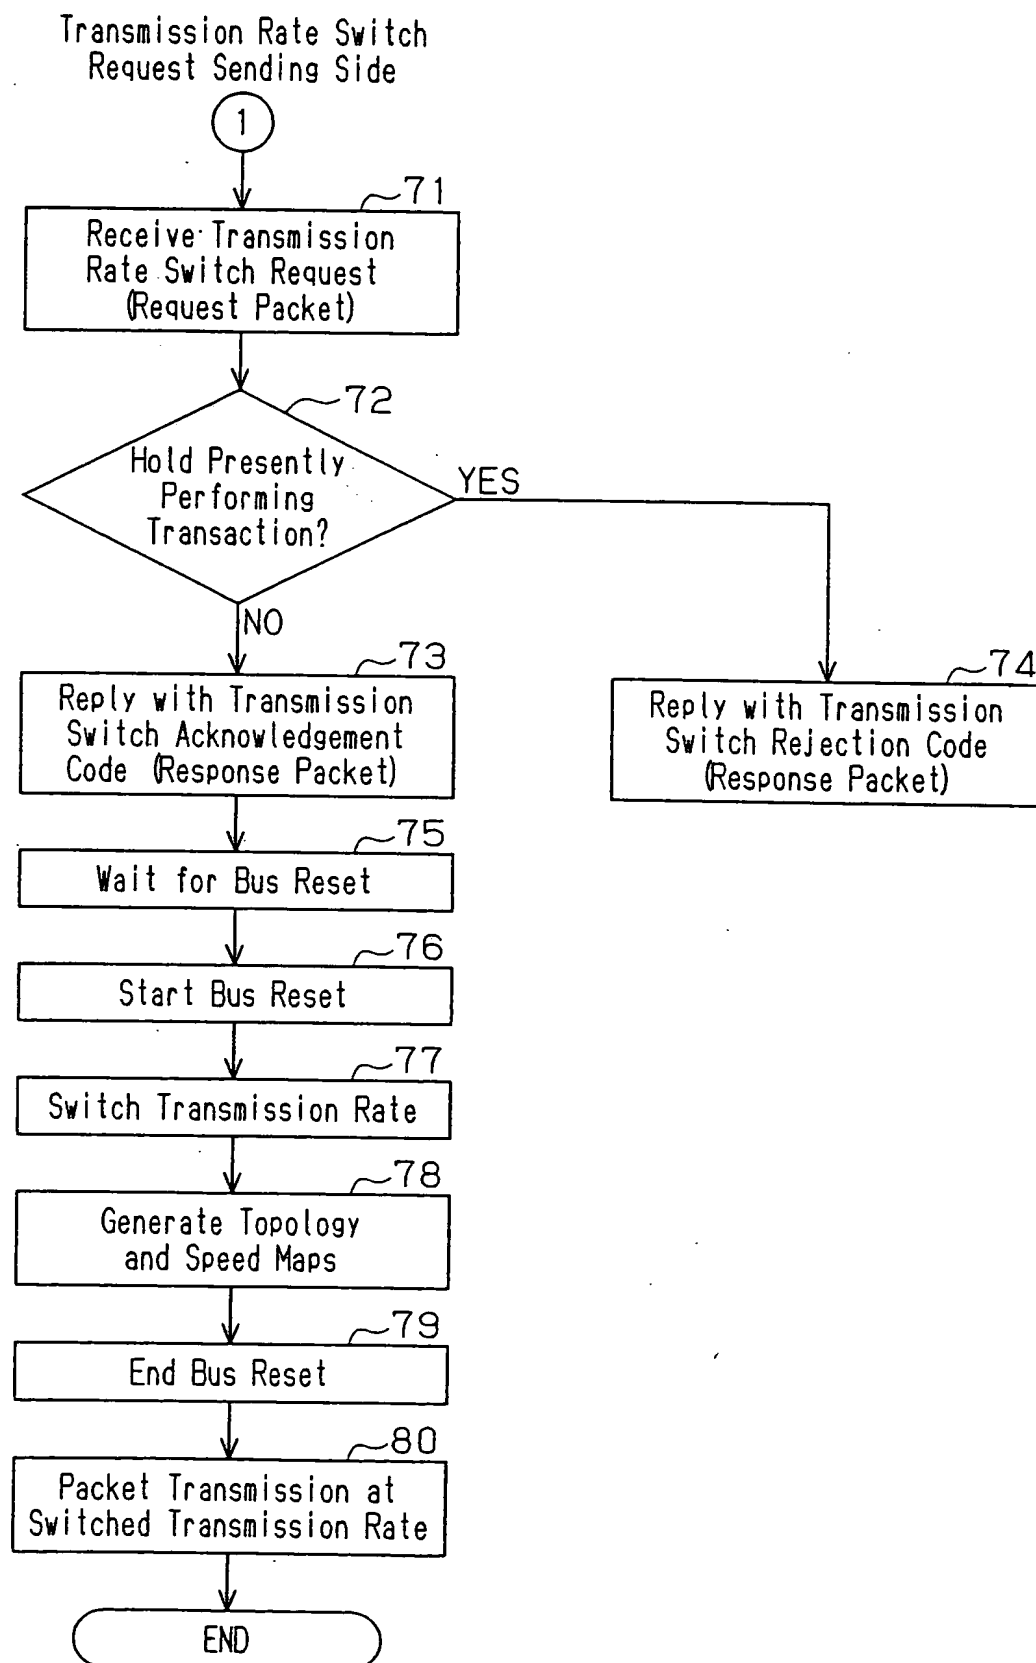 Transmission Rate Switch
Request Sending Side
1
71
Receive Transmission
Rate Switch Request
(Request Packet)
72
Hold Presently
Performing
Transaction?
YES
NO
73
Reply with Transmission
Switch Acknowledgement
Code (Response Packet)
74
Reply with Transmission
Switch Rejection Code
(Response Packet)
75
Wait for Bus Reset
76
Start Bus Reset
77
Switch Transmission Rate
78
Generate Topology
and Speed Maps
79
End Bus Reset
80
Packet Transmission at
Switched Transmission Rate
END